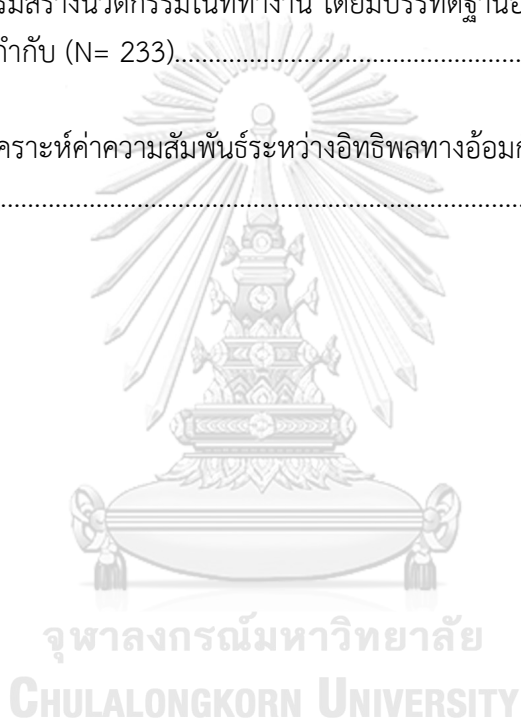 รมสร้างนวัตกรรมในที่ทำงาน โดยมีบรรทัดฐานอ
กำกับ (N= 233)............................................................
คราะห์ค่าความสัมพันธ์ระหว่างอิทธิพลทางอ้อมก
........................................................................................
จุฬาลงกรณ์มหาวิทยาลัย
CHULALONGKORN UNIVERSITY